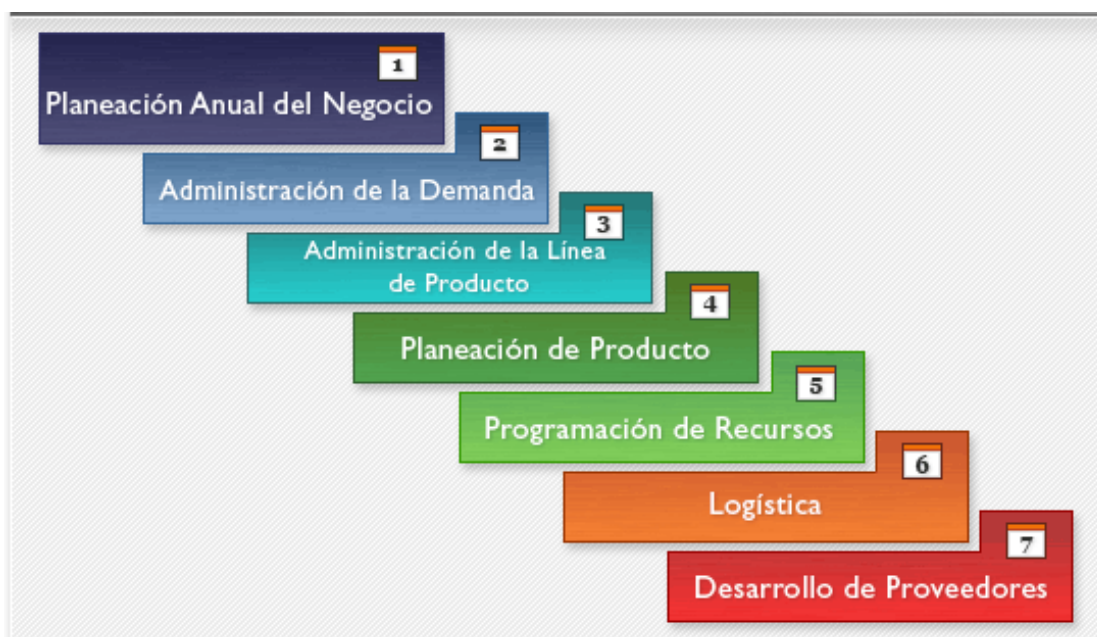 1
Planeación Anual del Negocio
2
Administración de la Demanda
3
Administración de la Línea
de Producto
4
Planeación de Producto
5
Programación de Recursos
6
Logística
7
Desarrollo de Proveedores